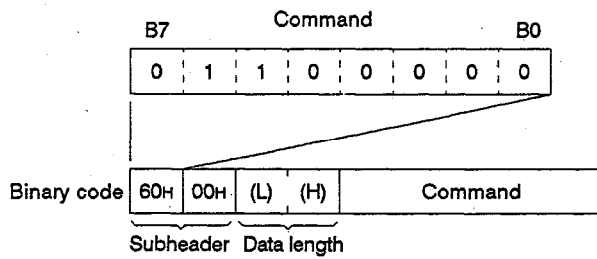 Command
B7 B0
0 1 1 0 0 0 0 0
Binary code 60H 00H (L) (H) Command
Subheader Data length